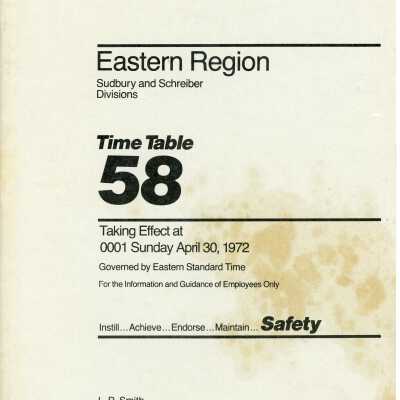 Eastern Region
Sudbury and Schreiber
Divisions
Time Table
58
Taking Effect at
0001 Sunday April 30, 1972
Governed by Eastern Standard Time
For the Information and Guidance of Employees Only
Instill...Achieve...Endorse...Maintain... Safety
Smith